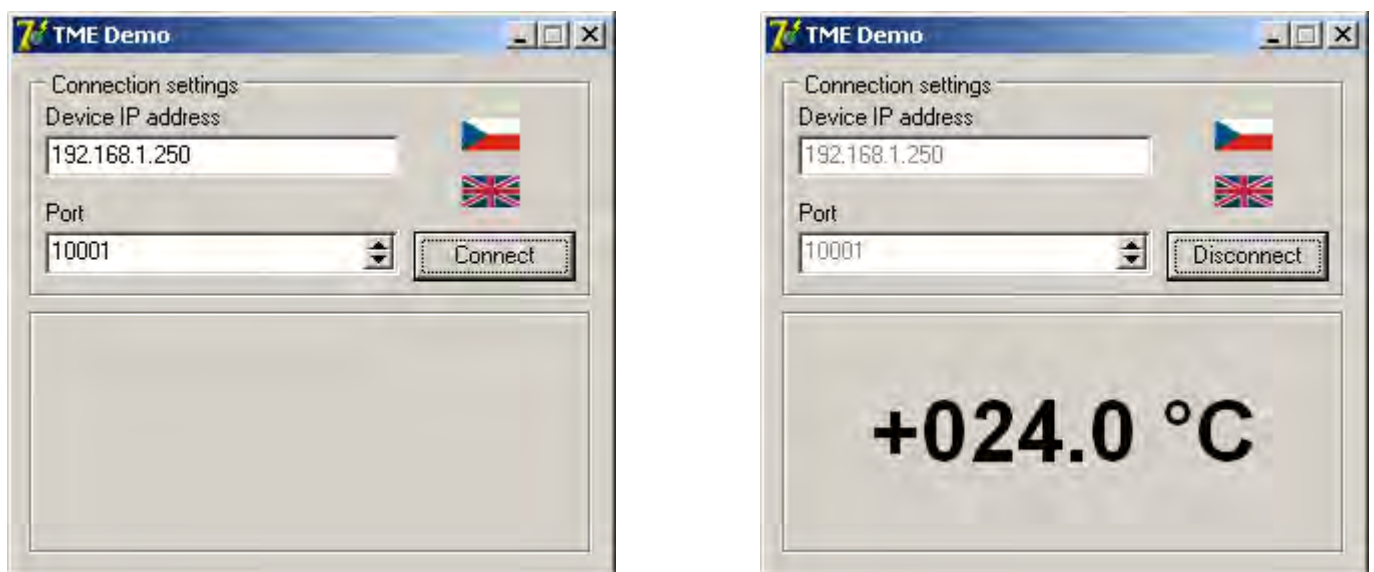 TME Demo
Connection settings
Device IP address
192.168.1.250
Port
10001
Connect
TME Demo
Connection settings
Device IP address
192.168.1.250
Port
10001
Disconnect
+024.0 °C